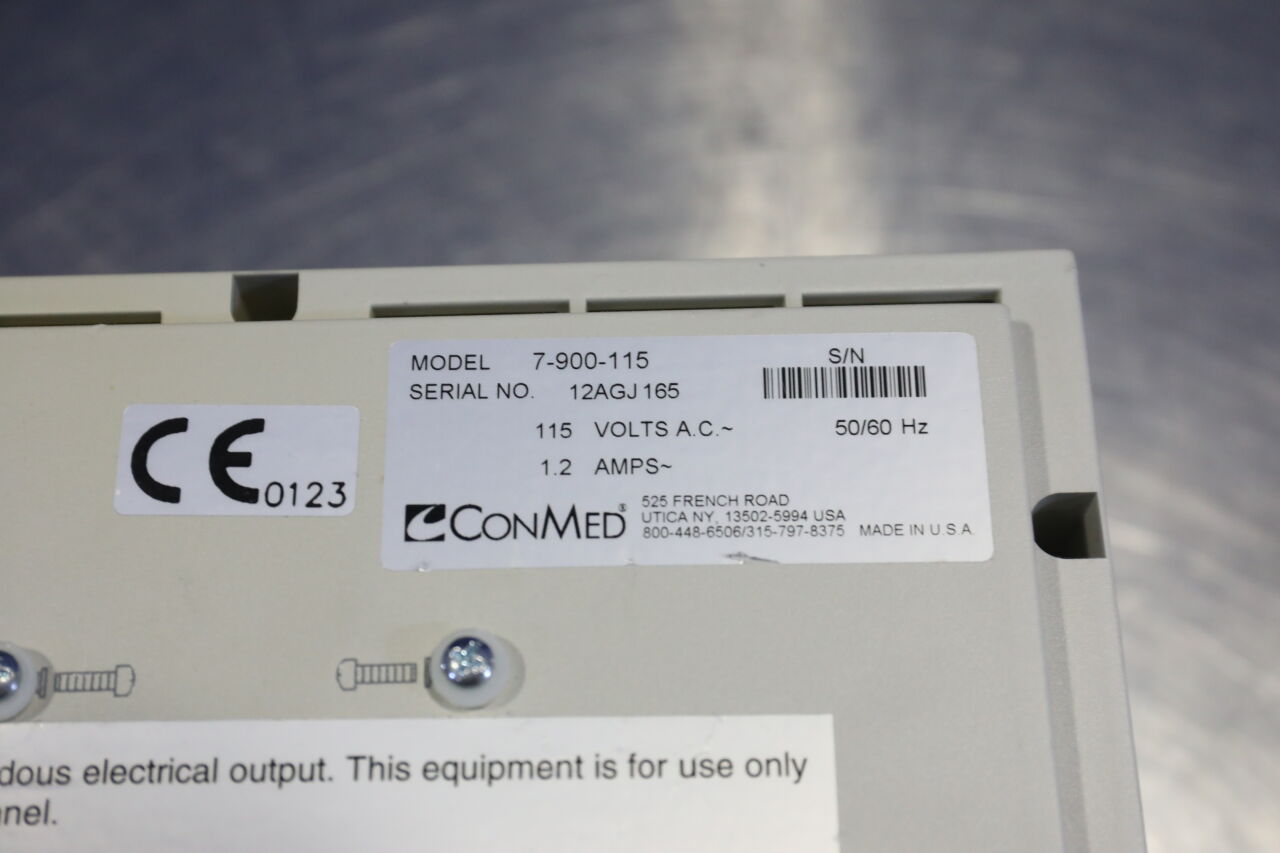 MODEL 7-900-115
S/N
SERIAL NO. 12AGJ165
115 VOLTS A.C.~ 50/60 Hz
1.2 AMPS~
CONMED®
525 FRENCH ROAD
UTICA NY, 13502-5994 USA
800-448-6506/315-797-8375 MADE IN U.S.A.
CE 0123
dous electrical output. This equipment is for use only
nel.